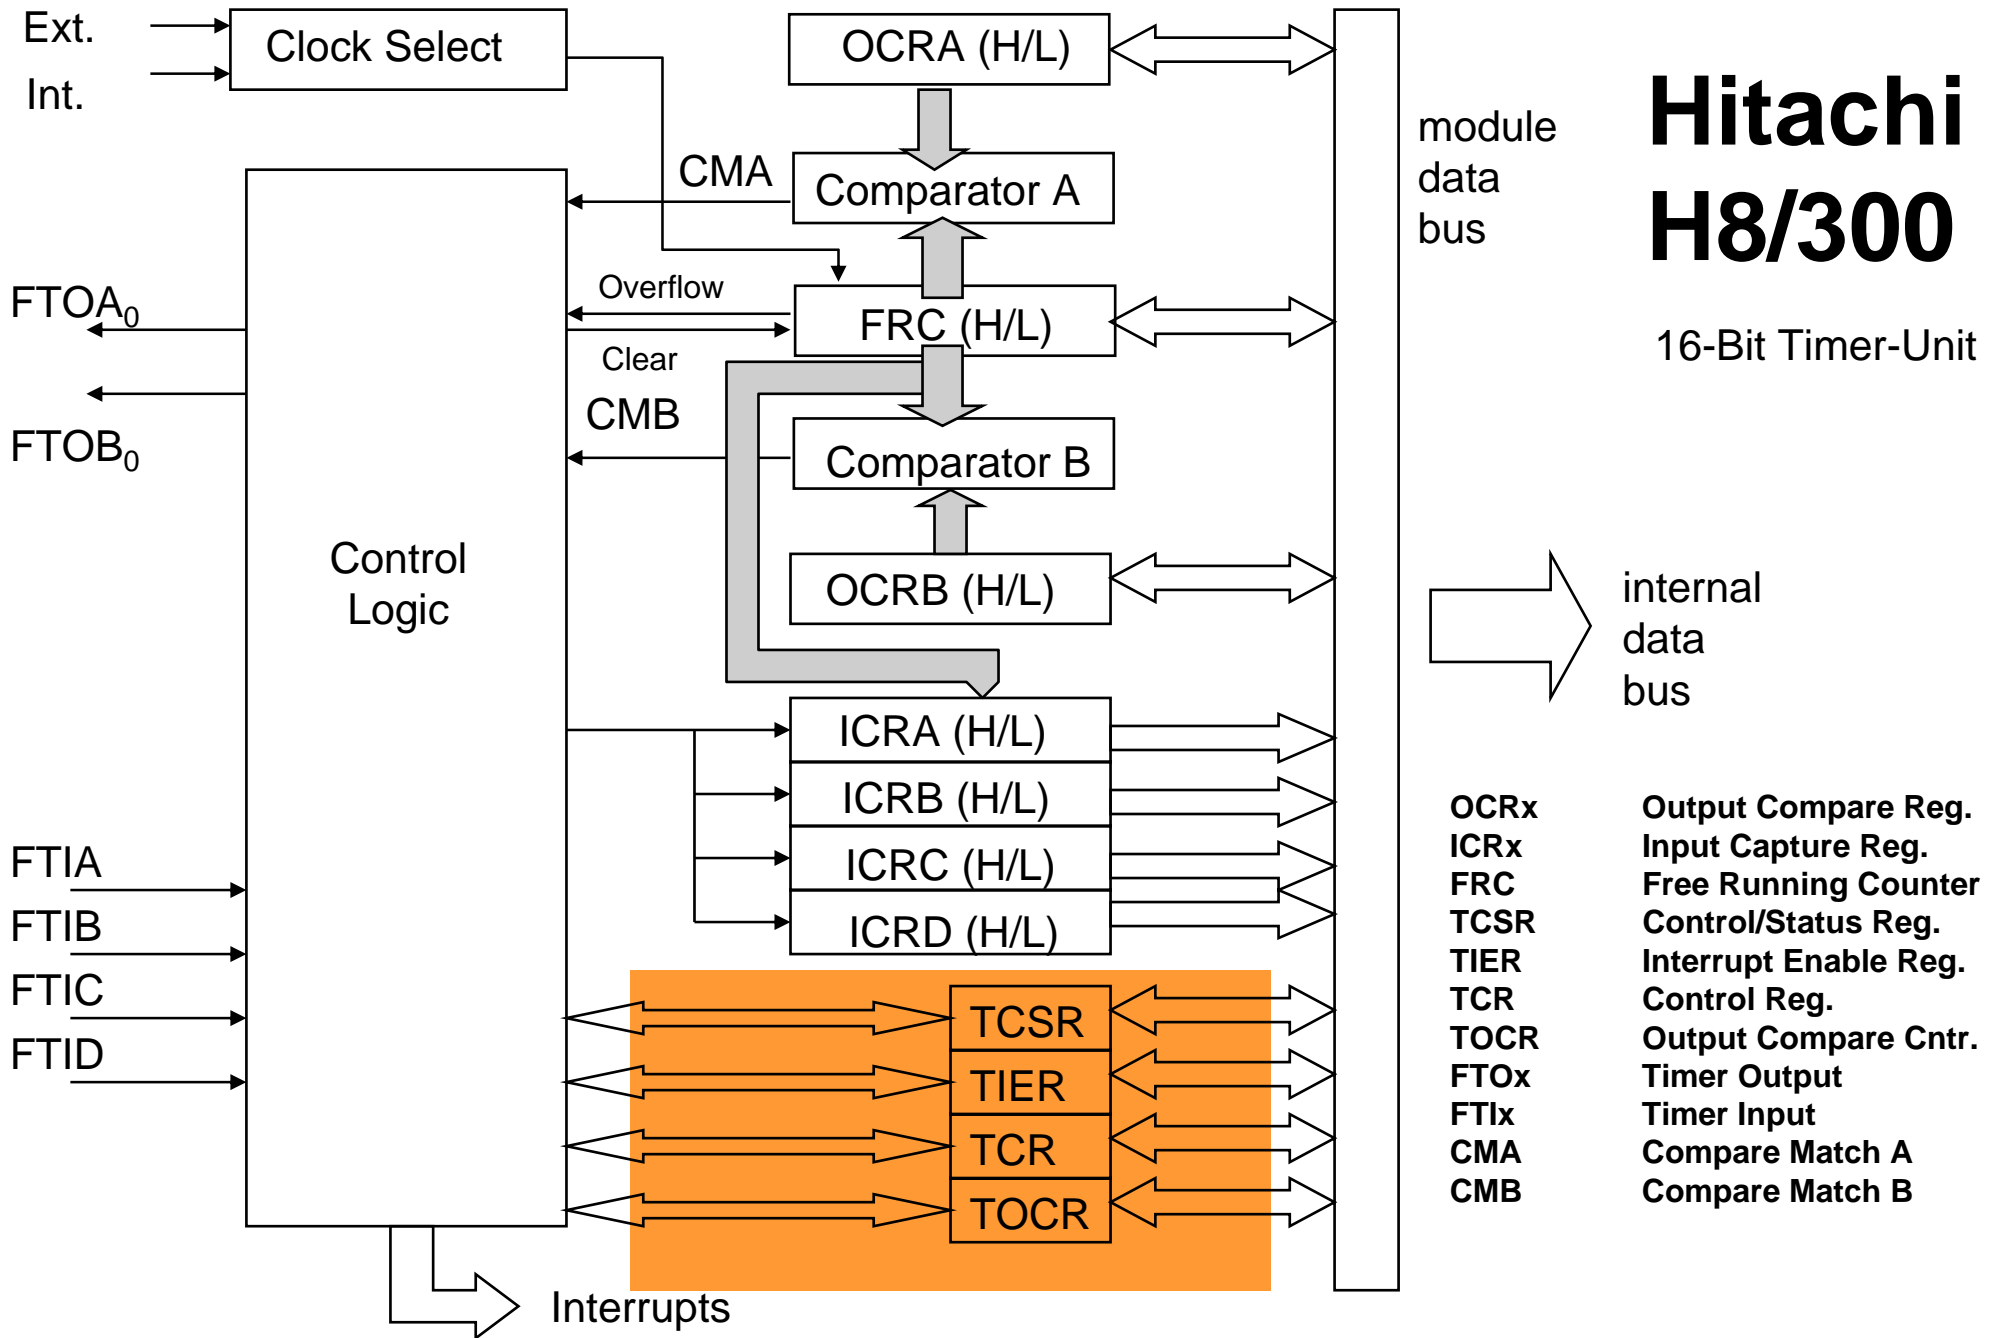 Ext.
Int.
Clock Select
OCRA (H/L)
module
data
bus
Hitachi
H8/300
16-Bit Timer-Unit
CMA
Comparator A
Overflow
FRC (H/L)
Clear
FTOA0
FTOB0
CMB
Comparator B
Control
Logic
OCRB (H/L)
internal
data
bus
ICRA (H/L)
ICRB (H/L)
ICRC (H/L)
ICRD (H/L)
FTIA
FTIB
FTIC
FTID
TCSR
TIER
TCR
TOCR
Interrupts
OCRx Output Compare Reg.
ICRx Input Capture Reg.
FRC Free Running Counter
TCSR Control/Status Reg.
TIER Interrupt Enable Reg.
TCR Control Reg.
TOCR Output Compare Cntr.
FTOx Timer Output
FTIx Timer Input
CMA Compare Match A
CMB Compare Match B